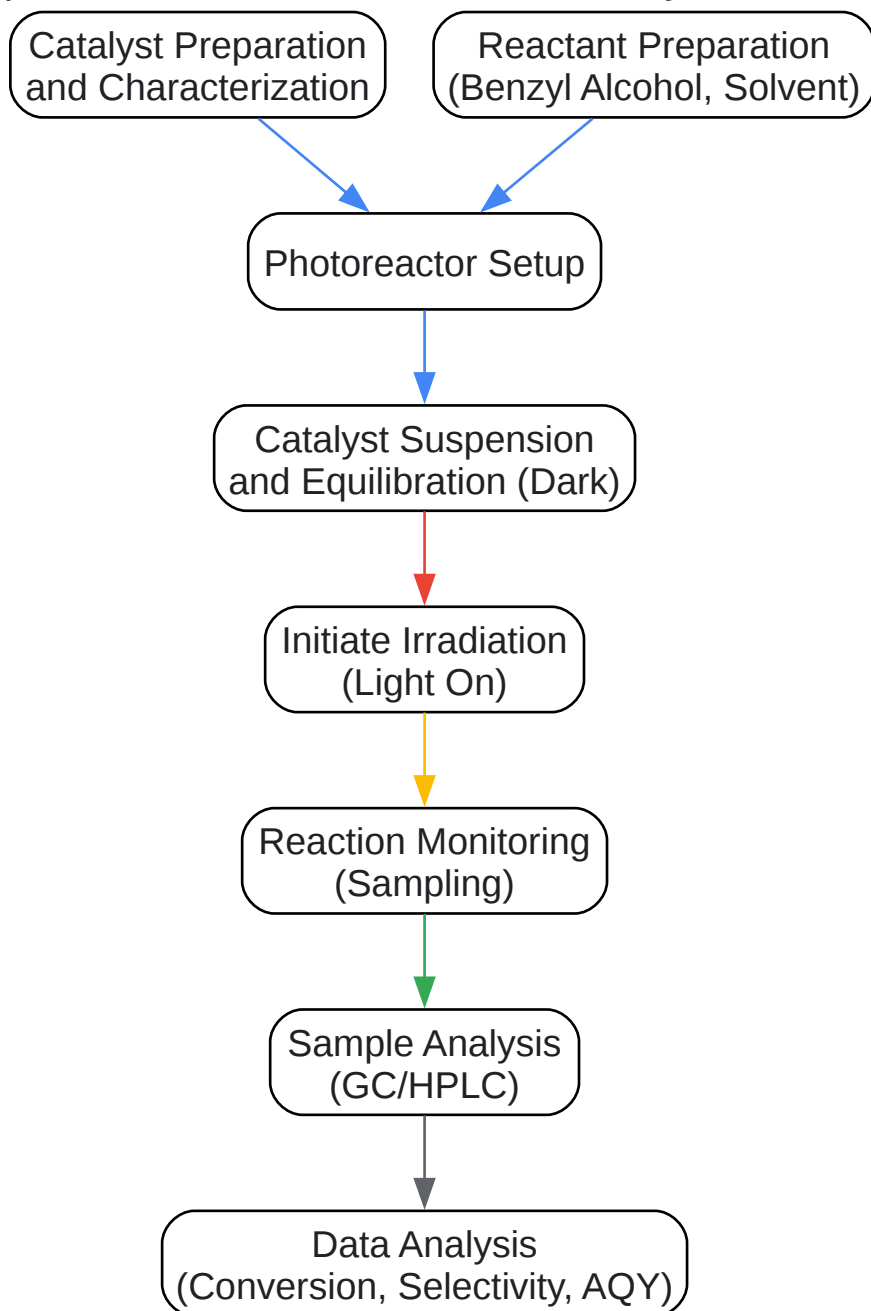 Catalyst Preparation
and Characterization
Reactant Preparation
(Benzyl Alcohol, Solvent)
Photoreactor Setup
Catalyst Suspension
and Equilibration (Dark)
Initiate Irradiation
(Light On)
Reaction Monitoring
(Sampling)
Sample Analysis
(GC/HPLC)
Data Analysis
(Conversion, Selectivity, AQY)